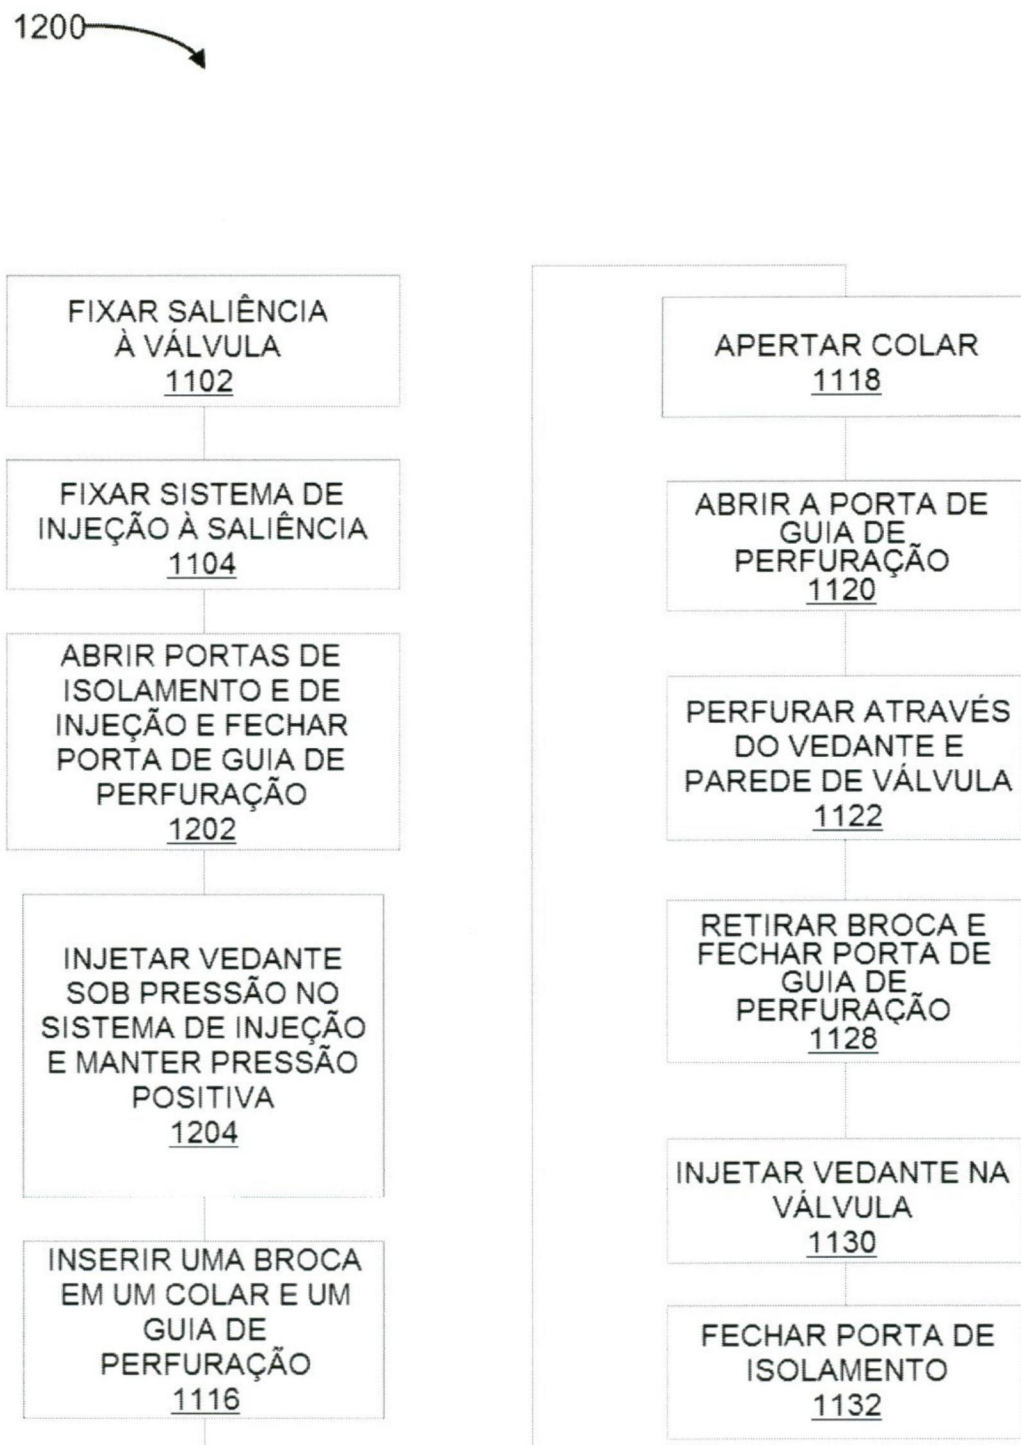 1200
FIXAR SALIÊNCIA
À VÁLVULA
1102
FIXAR SISTEMA DE
INJEÇÃO À SALIÊNCIA
1104
ABRIR PORTAS DE
ISOLAMENTO E DE
INJEÇÃO E FECHAR
PORTA DE GUIA DE
PERFURAÇÃO
1202
INJETAR VEDANTE
SOB PRESSÃO NO
SISTEMA DE INJEÇÃO
E MANTER PRESSÃO
POSITIVA
1204
INSERIR UMA BROCA
EM UM COLAR E UM
GUIA DE
PERFURAÇÃO
1116
APERTAR COLAR
1118
ABRIR A PORTA DE
GUIA DE
PERFURAÇÃO
1120
PERFURAR ATRAVÉS
DO VEDANTE E
PAREDE DE VÁLVULA
1122
RETIRAR BROCA E
FECHAR PORTA DE
GUIA DE
PERFURAÇÃO
1128
INJETAR VEDANTE NA
VÁLVULA
1130
FECHAR PORTA DE
ISOLAMENTO
1132